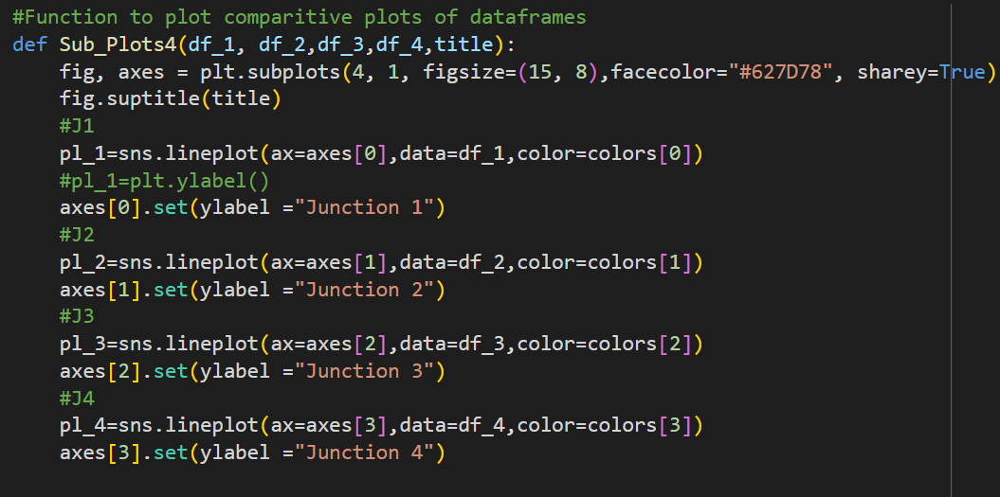 #Function to plot comparitive plots of dataframes
def Sub_Plots4(df_1, df_2,df_3,df_4,title):
    fig, axes = plt.subplots(4, 1, figsize=(15, 8),facecolor="#627D78", sharey=True)
    fig.suptitle(title)
    #J1
    pl_1=sns.lineplot(ax=axes[0],data=df_1,color=colors[0])
    #pl_1=plt.ylabel()
    axes[0].set(ylabel ="Junction 1")
    #J2
    pl_2=sns.lineplot(ax=axes[1],data=df_2,color=colors[1])
    axes[1].set(ylabel ="Junction 2")
    #J3
    pl_3=sns.lineplot(ax=axes[2],data=df_3,color=colors[2])
    axes[2].set(ylabel ="Junction 3")
    #J4
    pl_4=sns.lineplot(ax=axes[3],data=df_4,color=colors[3])
    axes[3].set(ylabel ="Junction 4")